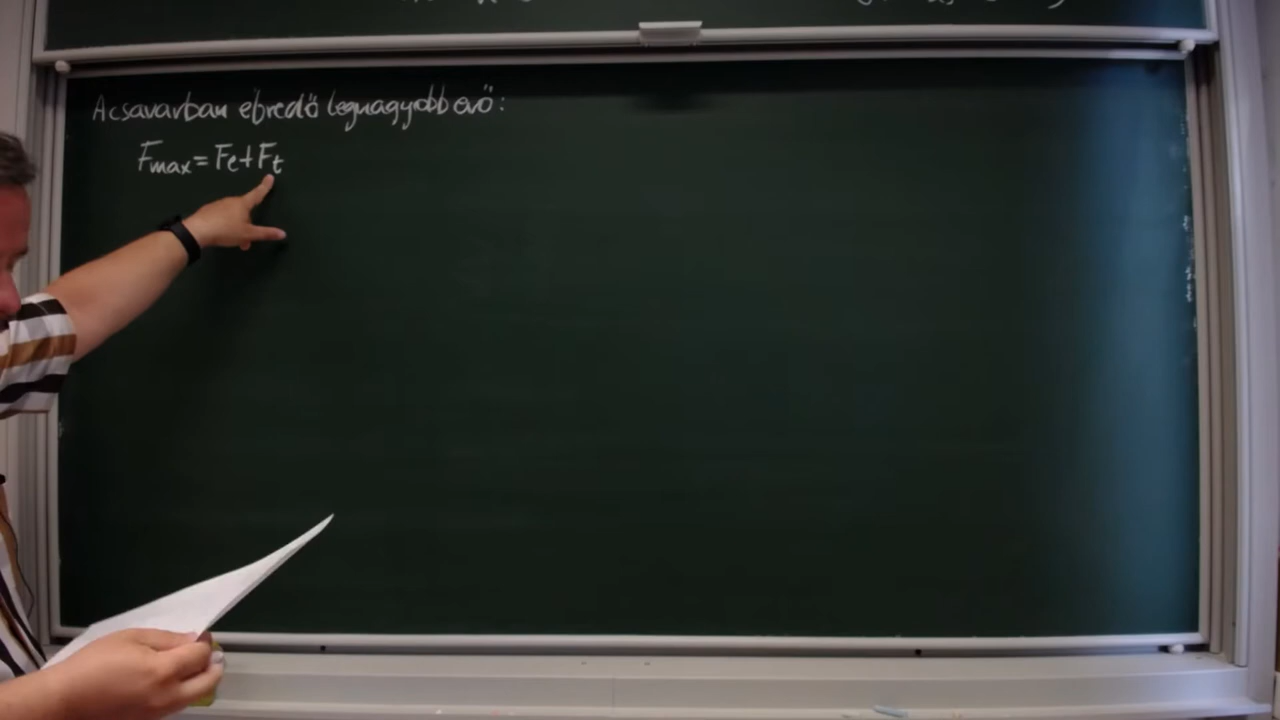 A csavarban ébredő legnagyobb erő:
Fmax = Fe + Ft